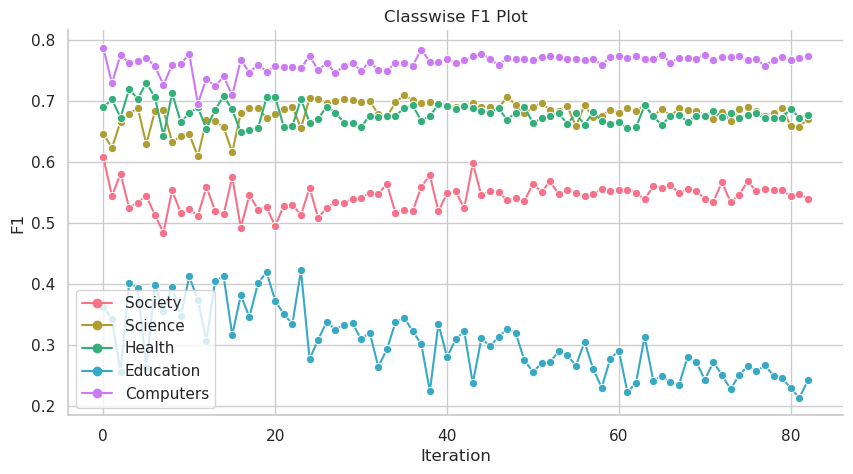 Classwise F1 Plot
0.8
0.7
0.6
0.5
0.4
0.3
0.2
F1
Society
Science
Health
Education
Computers
0 20 40 60 80
Iteration